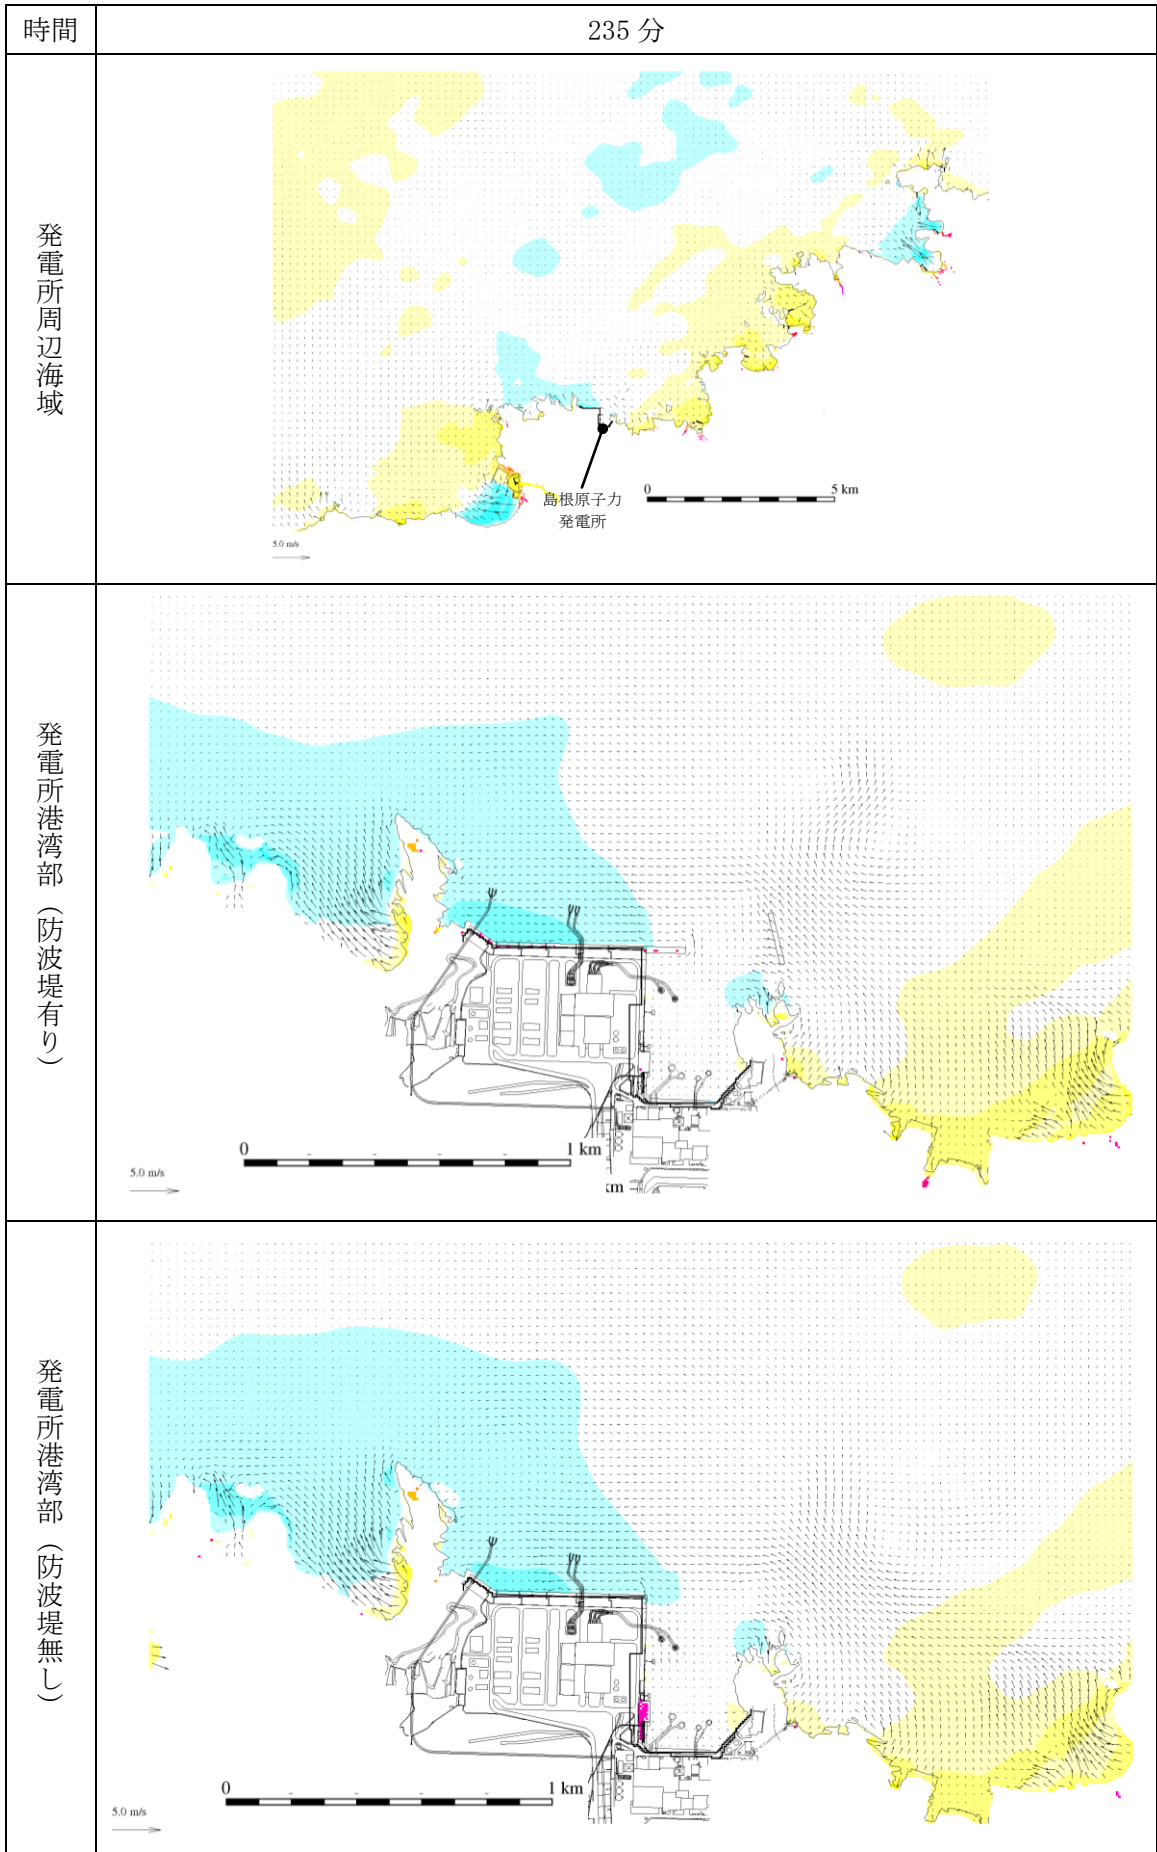 時間
235 分
発電所周辺海域
島根原子力
発電所
0
5 km
5.0 m/s
発電所港湾部（防波堤有り）
0
1 km
5.0 m/s
km
発電所港湾部（防波堤無し）
0
1 km
5.0 m/s